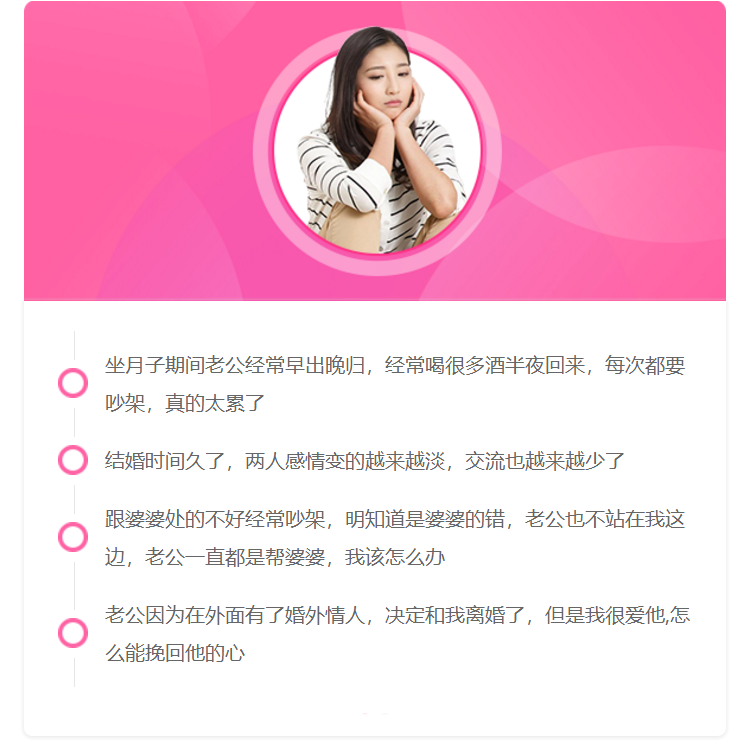 坐月子期间老公经常早出晚归，经常喝很多酒半夜回来，每次都要
吵架，真的太累了
结婚时间久了，两人感情变的越来越淡，交流也越来越少了
跟婆婆处的不好经常吵架，明知道是婆婆的错，老公也不站在我这
边，老公一直都是帮婆婆，我该怎么办
老公因为在外面有了婚外情人，决定和我离婚了，但是我很爱他,怎
么能挽回他的心